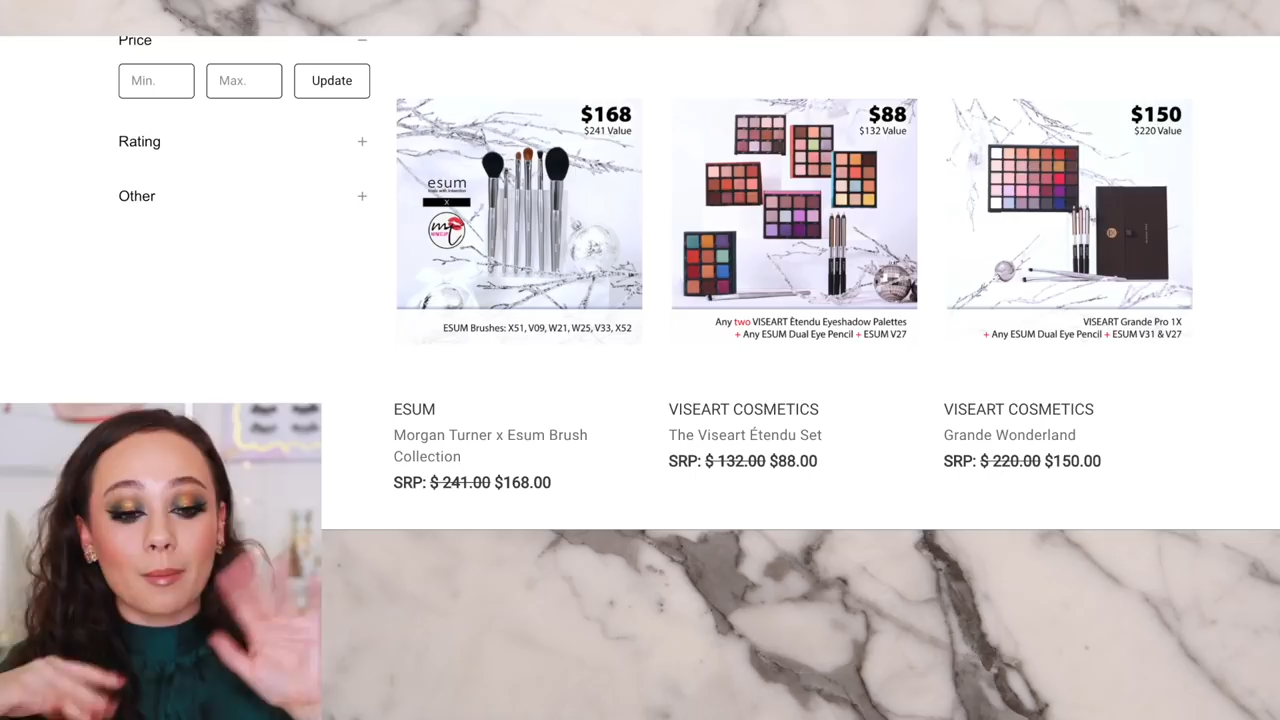 Price
Min.
Max.
Update
Rating
Other
$168
$241 Value
esum
X
ESUM Brushes: X51, V09, W21, W25, V33, X52
$88
$132 Value
Any two VISEART Êtendu Eyeshadow Palettes
+ Any ESUM Dual Eye Pencil + ESUM V27
$150
$220 Value
VISEART Grande Pro 1X
+ Any ESUM Dual Eye Pencil + ESUM V31 & V27
ESUM
Morgan Turner x Esum Brush
Collection
SRP: $ 241.00 $168.00
VISEART COSMETICS
The Viseart Étendu Set
SRP: $ 132.00 $88.00
VISEART COSMETICS
Grande Wonderland
SRP: $ 220.00 $150.00